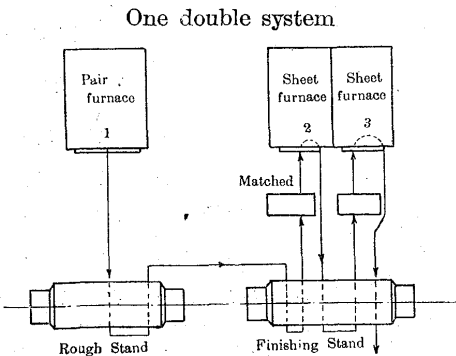 One double system
Pair
furnace
1
Sheet
furnace
2
Sheet
furnace
3
Matched
Rough Stand
Finishing Stand